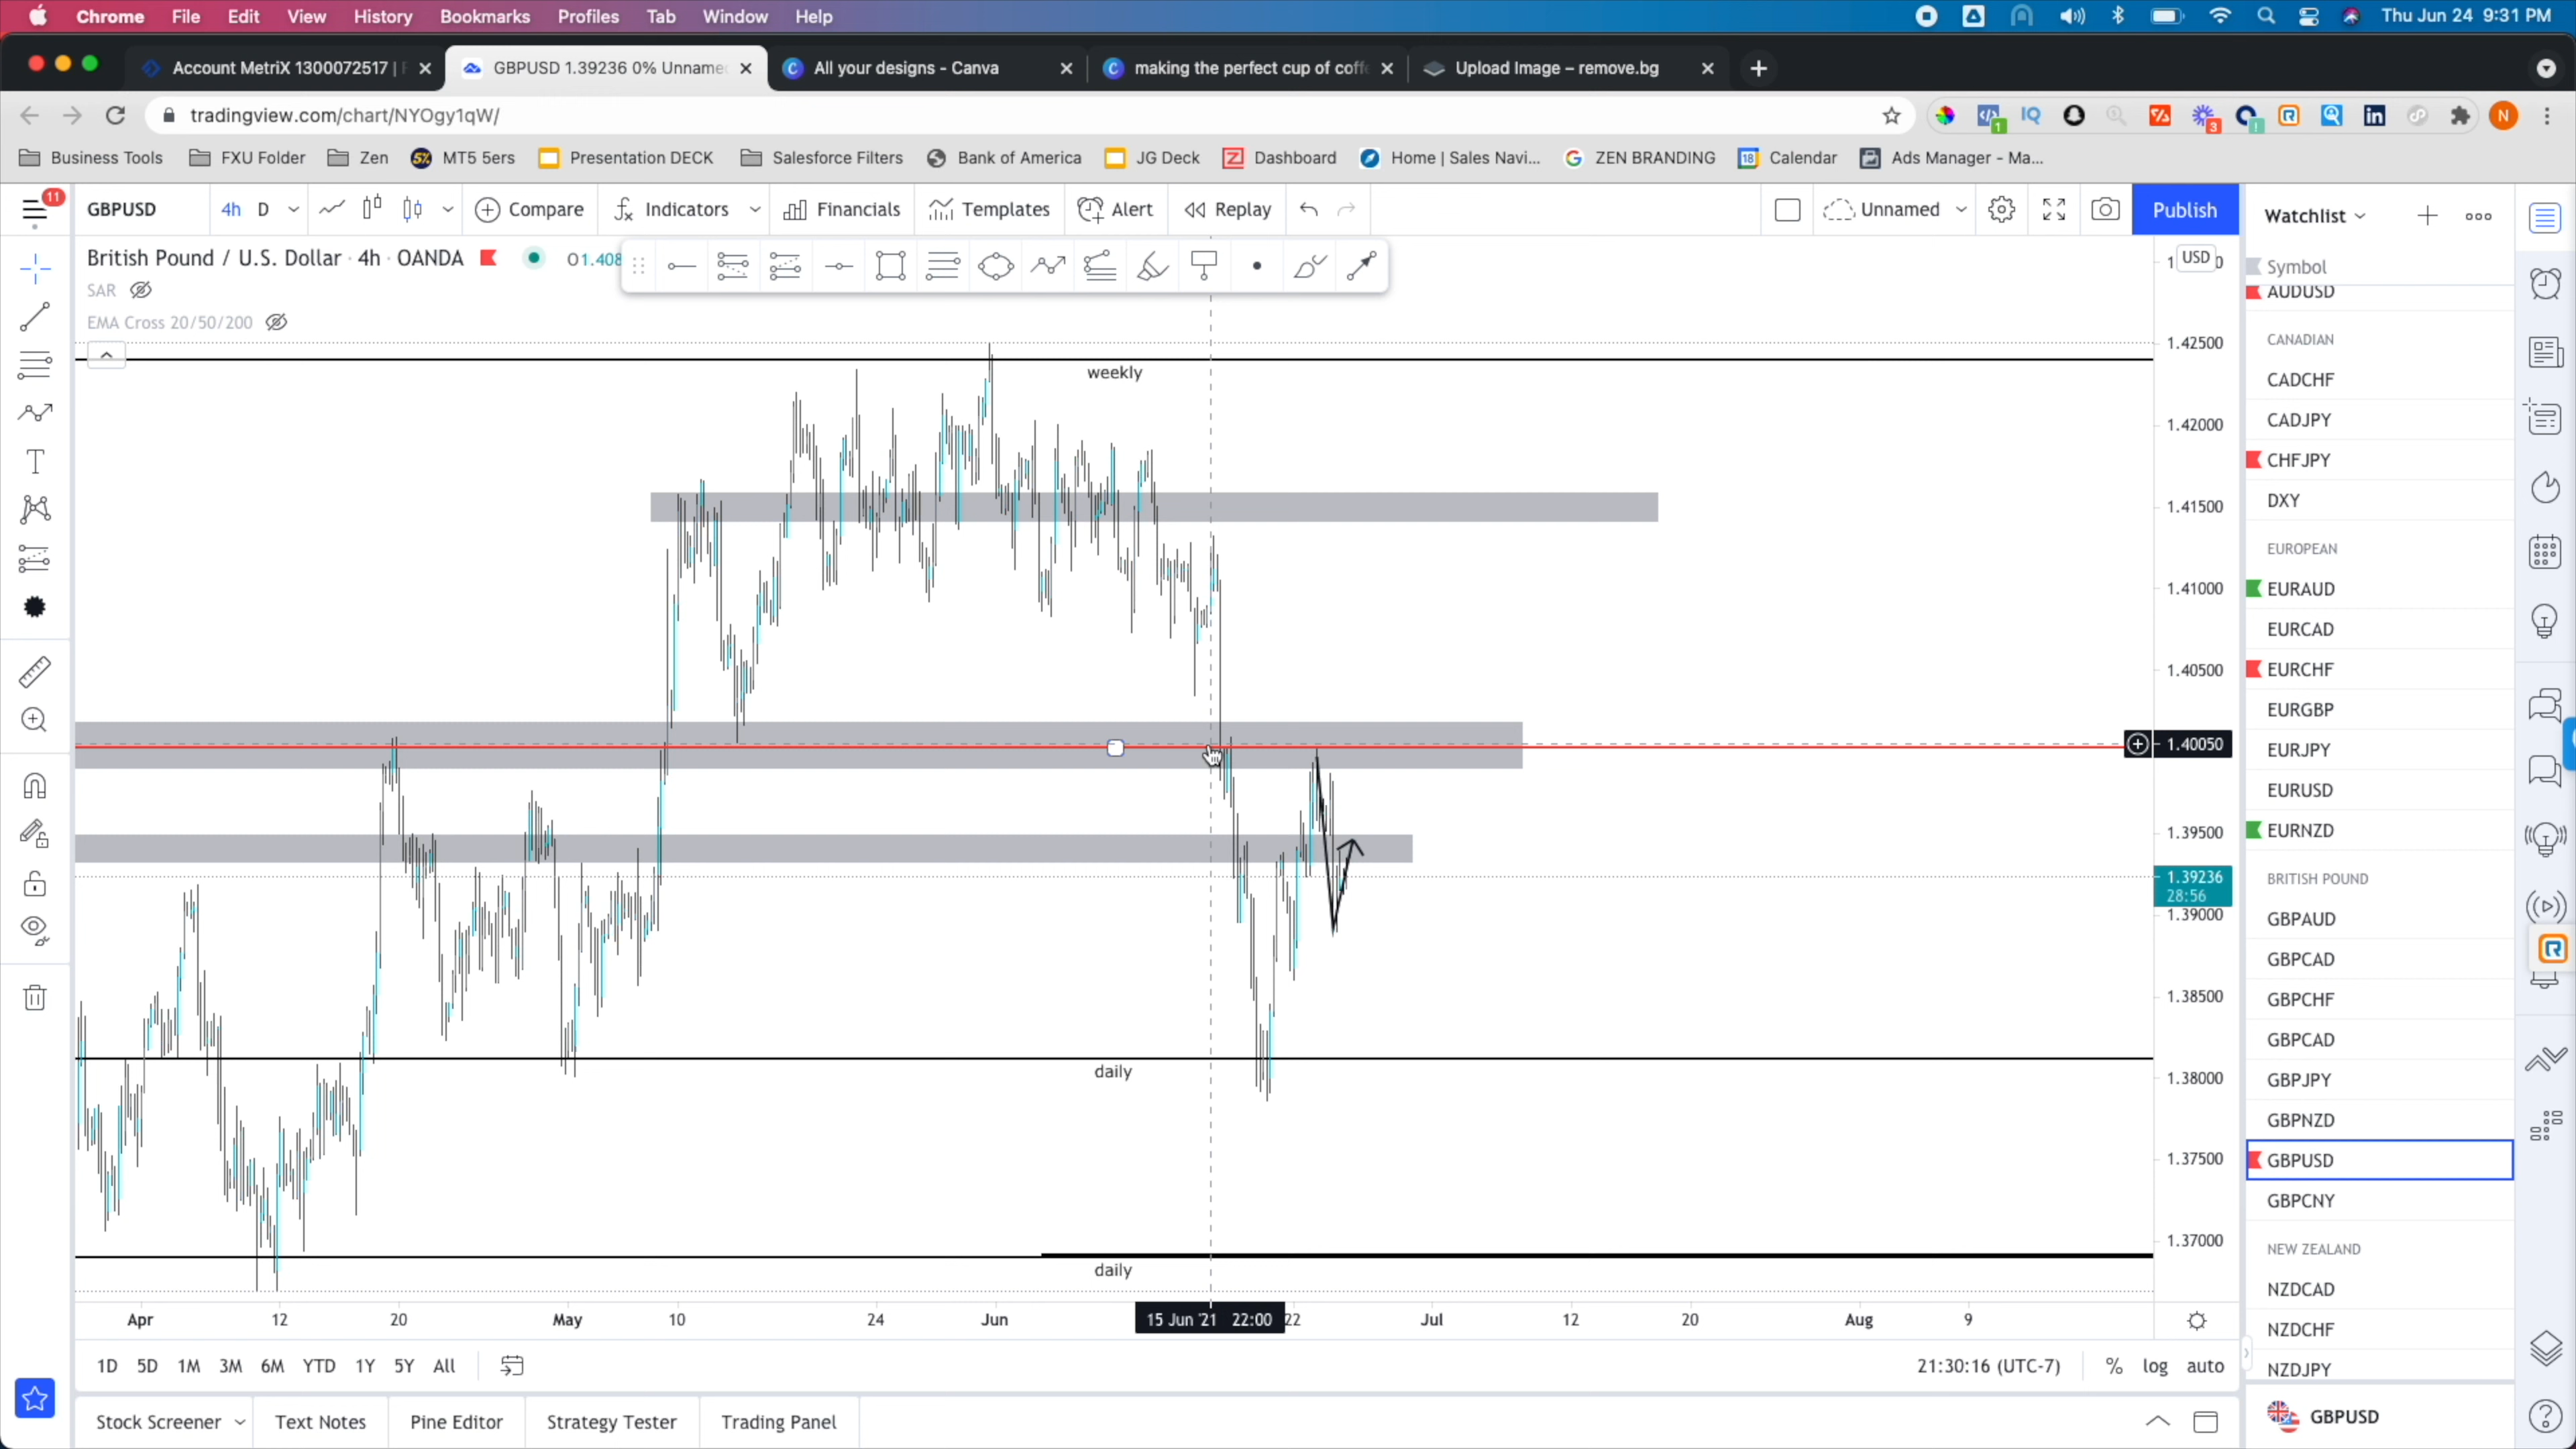 Chrome File Edit View History Bookmarks Profiles Tab Window Help Thu Jun 24 9:31 PM
Account MetriX 1300072517 | GBPUSD 1.39236 0% Unname All your designs - Canva making the perfect cup of coff Upload Image – remove.bg
tradingview.com/chart/NYOgy1qW/
Business Tools FXU Folder Zen MT5 5ers Presentation DECK Salesforce Filters Bank of America JG Deck Dashboard Home | Sales Navi... ZEN BRANDING Calendar Ads Manager - Ma...
11 GBPUSD 4h D Compare Indicators Financials Templates Alert Replay Unnamed Publish Watchlist
British Pound / U.S. Dollar · 4h · OANDA O1.408 USD
SAR
EMA Cross 20/50/200
weekly
daily
daily
1.42500
1.42000
1.41500
1.41000
1.40500
1.40050
1.39500
1.39236
28:56
1.39000
1.38500
1.38000
1.37500
1.37000
Apr 12 20 May 10 24 Jun 15 Jun '21 22:00 22 Jul 12 20 Aug 9
1D 5D 1M 3M 6M YTD 1Y 5Y All 21:30:16 (UTC-7) % log auto
Stock Screener Text Notes Pine Editor Strategy Tester Trading Panel
Symbol
AUDUSD
CANADIAN
CADCHF
CADJPY
CHFJPY
DXY
EUROPEAN
EURAUD
EURCAD
EURCHF
EURGBP
EURJPY
EURUSD
EURNZD
BRITISH POUND
GBPAUD
GBPCAD
GBPCHF
GBPCAD
GBPJPY
GBPNZD
GBPUSD
GBPCNY
NEW ZEALAND
NZDCAD
NZDCHF
NZDJPY
GBPUSD